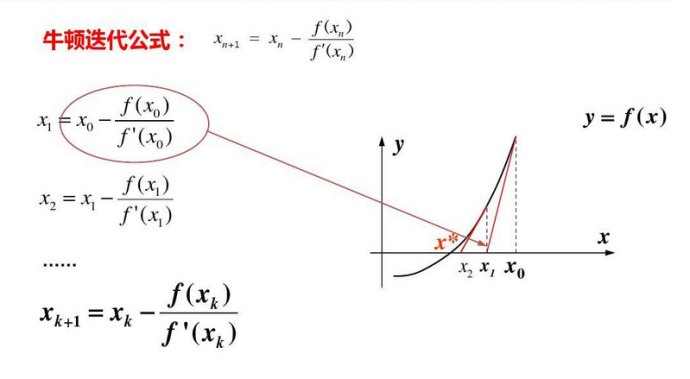 牛顿迭代公式： x_{n+1} = x_n − f(x_n) / f'(x_n)
x_1 = x_0 − f(x_0) / f'(x_0)
x_2 = x_1 − f(x_1) / f'(x_1)
……
x_{k+1} = x_k − f(x_k) / f'(x_k)
y = f(x)
y
x*
x
x_2 x_1 x_0